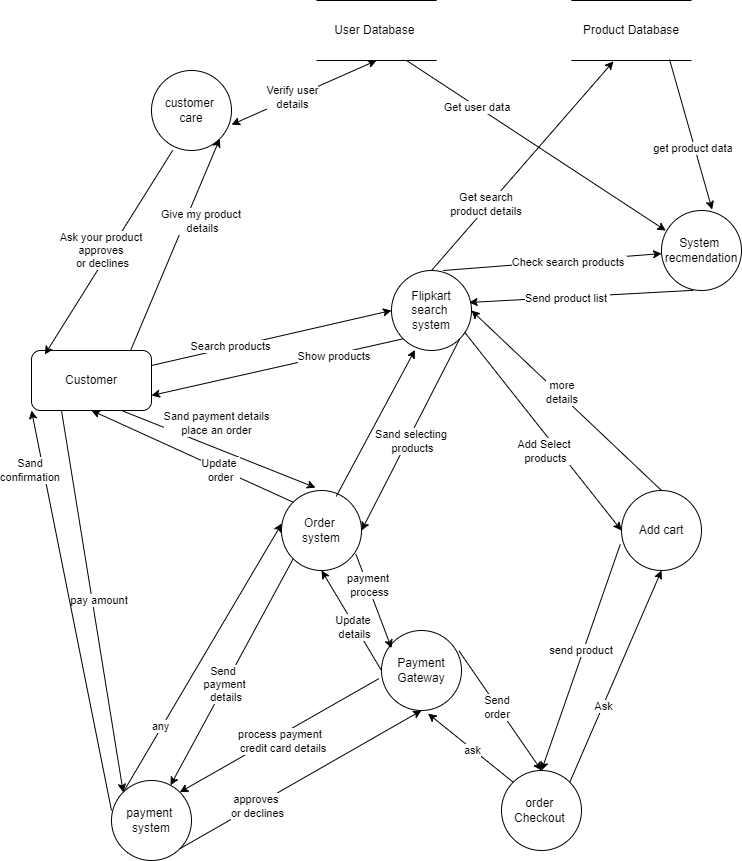 User Database
Product Database
customer
care
Verify user
details
Get user data
get product data
Get search
product details
Give my product
details
Ask your product
approves
or declines
System
recmendation
Check search products
Send product list
Flipkart
search
system
Search products
Show products
Customer
more
details
Sand payment details
place an order
Sand selecting
products
Add Select
products
Update
order
Sand
confirmation
Order
system
Add cart
payment
process
pay amount
Update
details
send product
Payment
Gateway
Send
payment
details
Send
order
Ask
any
process payment
credit card details
ask
approves
or declines
payment
system
order
Checkout